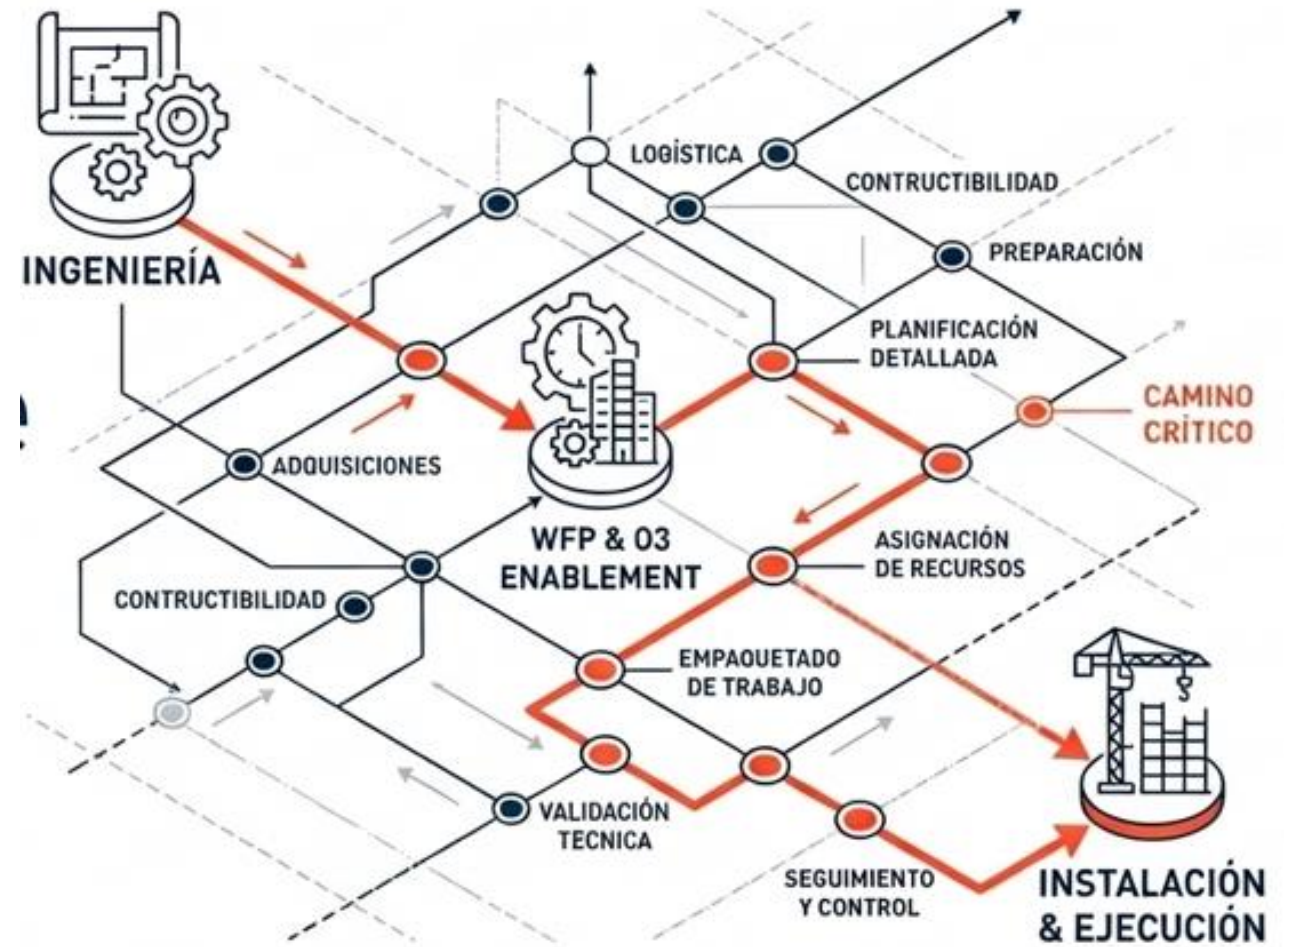 LOGÍSTICA
CONTRUCTIBILIDAD
PREPARACIÓN
INGENIERÍA
PLANIFICACIÓN
DETALLADA
CAMINO
CRÍTICO
ADQUISICIONES
WFP & O3
ENABLEMENT
ASIGNACIÓN
DE RECURSOS
CONTRUCTIBILIDAD
EMPAQUETADO
DE TRABAJO
VALIDACIÓN
TECNICA
SEGUIMIENTO
Y CONTROL
INSTALACIÓN
& EJECUCIÓN